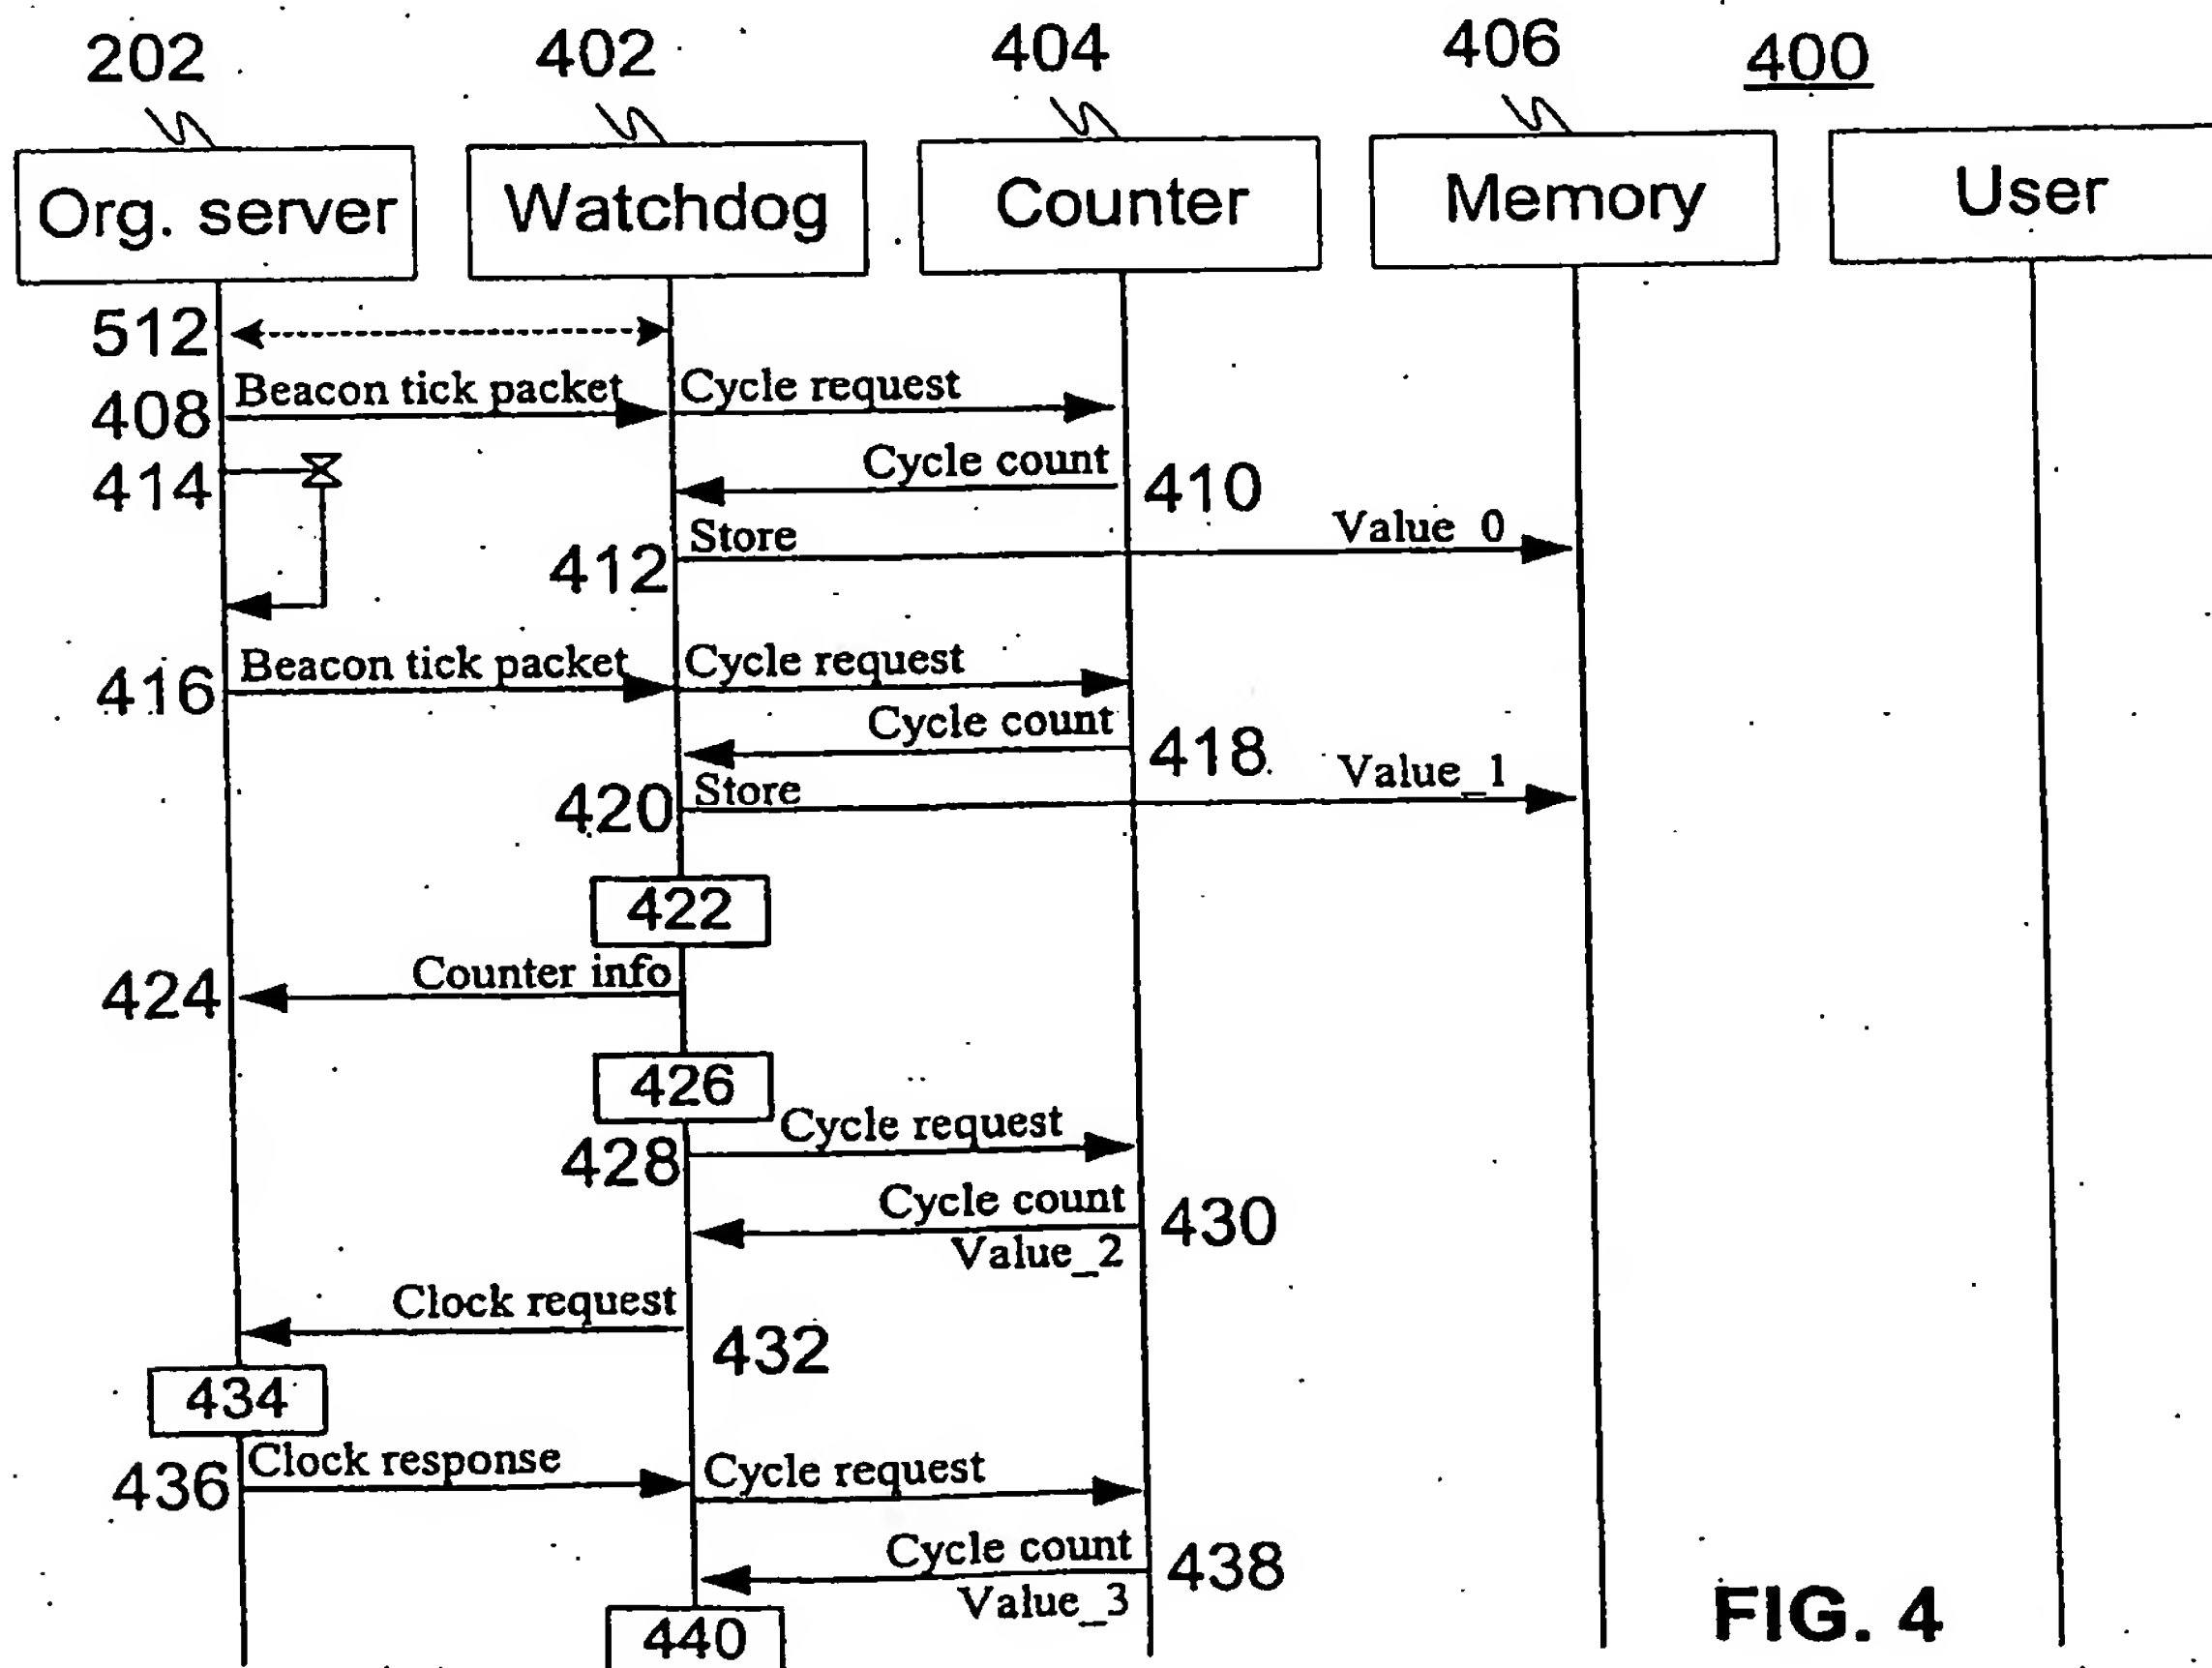 202 402 404 406 400
Org. server Watchdog Counter Memory User
512
Beacon tick packet Cycle request
408
414 Cycle count 410
Store Value_0
412
Beacon tick packet Cycle request
416
Cycle count 418
Store Value_1
420
422
Counter info
424
426
Cycle request
428
Cycle count 430
Value_2
Clock request
432
434
Clock response Cycle request
436
Cycle count 438
Value_3
440
FIG. 4